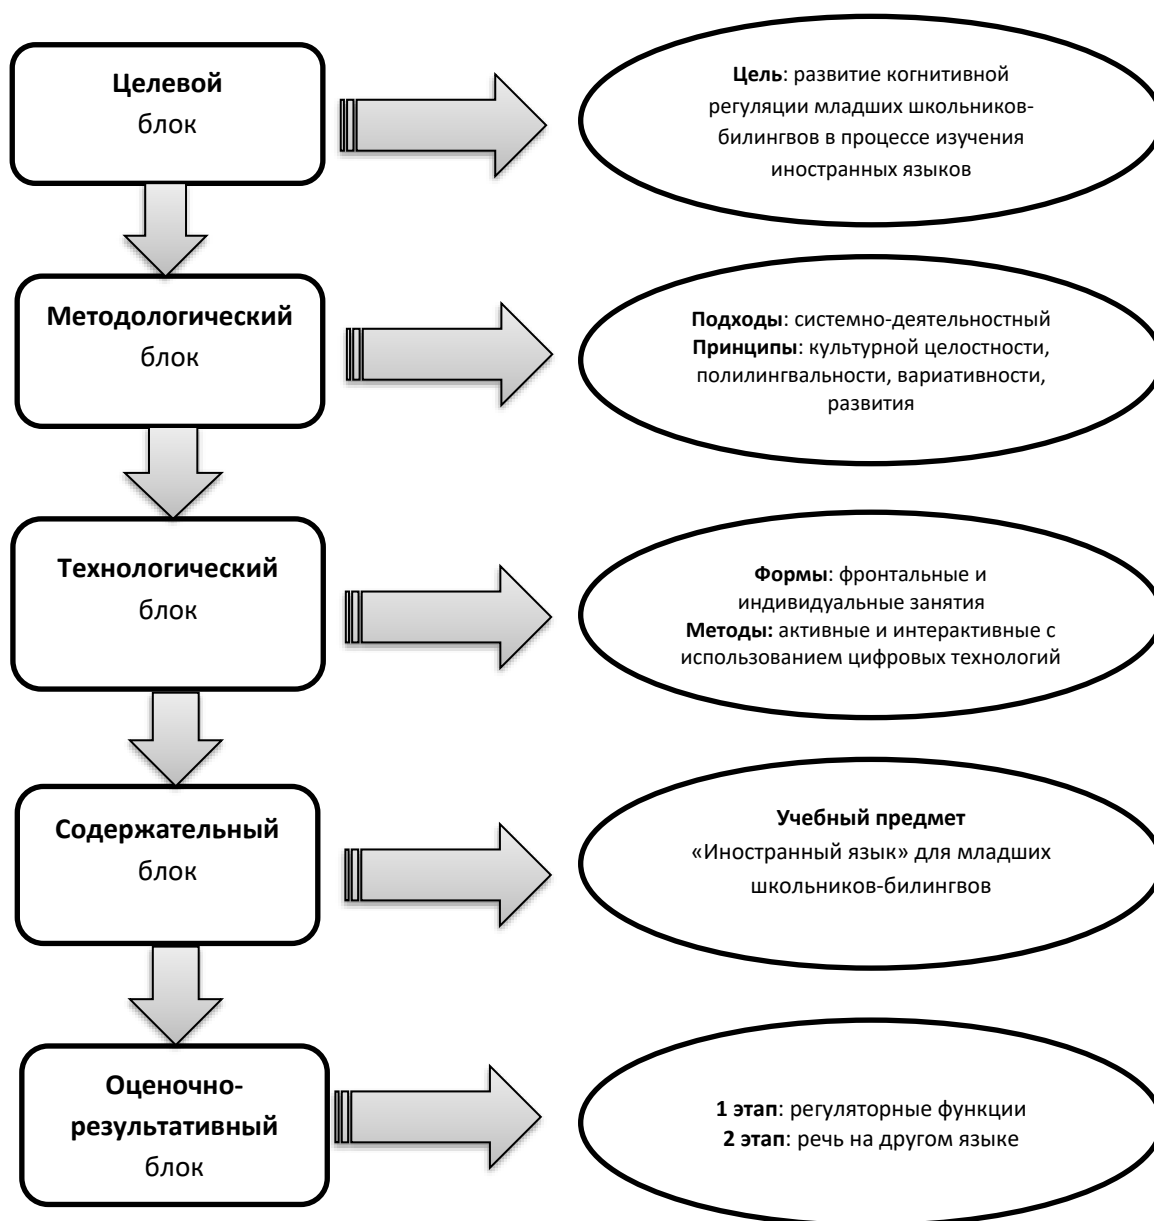 Целевой
блок
Цель: развитие когнитивной
регуляции младших школьников-
билингвов в процессе изучения
иностранных языков
Методологический
блок
Подходы: системно-деятельностный
Принципы: культурной целостности,
полилингвальности, вариативности,
развития
Технологический
блок
Формы: фронтальные и
индивидуальные занятия
Методы: активные и интерактивные с
использованием цифровых технологий
Содержательный
блок
Учебный предмет
«Иностранный язык» для младших
школьников-билингвов
Оценочно-
результативный
блок
1 этап: регуляторные функции
2 этап: речь на другом языке